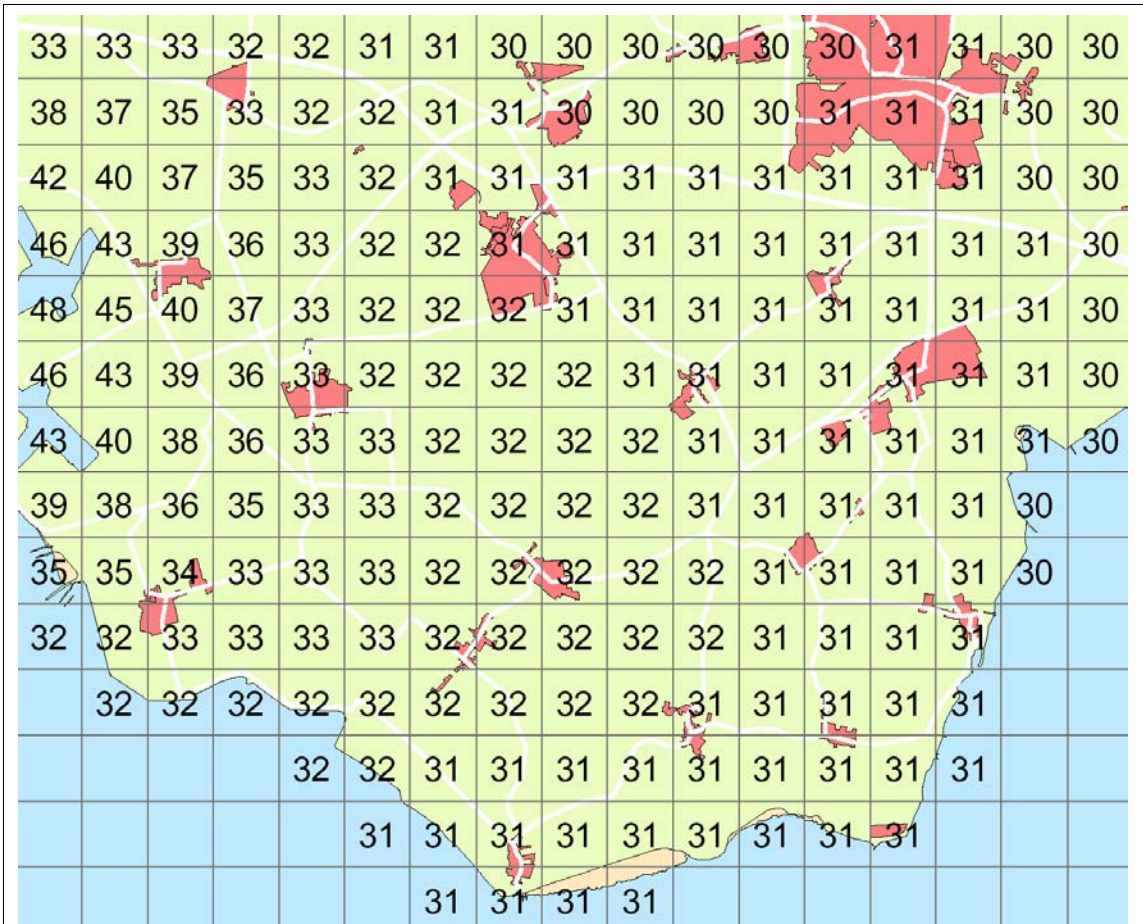 33 33 33 32 32 31 31 30 30 30 30 30 30 31 31 30 30
38 37 35 33 32 32 31 31 30 30 30 30 31 31 31 30 30
42 40 37 35 33 32 31 31 31 31 31 31 31 31 31 30 30
46 43 39 36 33 32 32 31 31 31 31 31 31 31 31 31 30
48 45 40 37 33 32 32 32 31 31 31 31 31 31 31 31 30
46 43 39 36 33 32 32 32 32 31 31 31 31 31 31 31 30
43 40 38 36 33 33 32 32 32 32 31 31 31 31 31 31 30
39 38 36 35 33 33 32 32 32 32 31 31 31 31 31 30
35 35 34 33 33 33 32 32 32 32 32 31 31 31 31 30
32 32 33 33 33 33 32 32 32 32 32 31 31 31 31
32 32 32 32 32 32 32 32 32 31 31 31 31 31
32 32 31 31 31 31 31 31 31 31 31
31 31 31 31 31 31 31 31 31
31 31 31 31